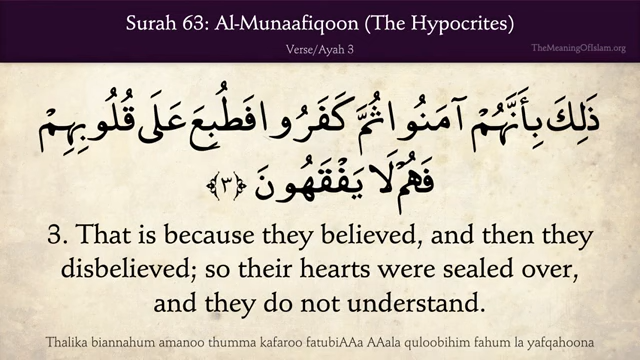 Surah 63: Al-Munaafiqoon (The Hypocrites)
Verse/Ayah 3
TheMeaningOfIslam.org
ذَٰلِكَ بِأَنَّهُمْ آمَنُوا ثُمَّ كَفَرُوا فَطُبِعَ عَلَىٰ قُلُوبِهِمْ
فَهُمْ لَا يَفْقَهُونَ ﴿٣﴾
3. That is because they believed, and then they
disbelieved; so their hearts were sealed over,
and they do not understand.
Thalika biannahum amanoo thumma kafaroo fatubiAAa AAala quloobihim fahum la yafqahoona